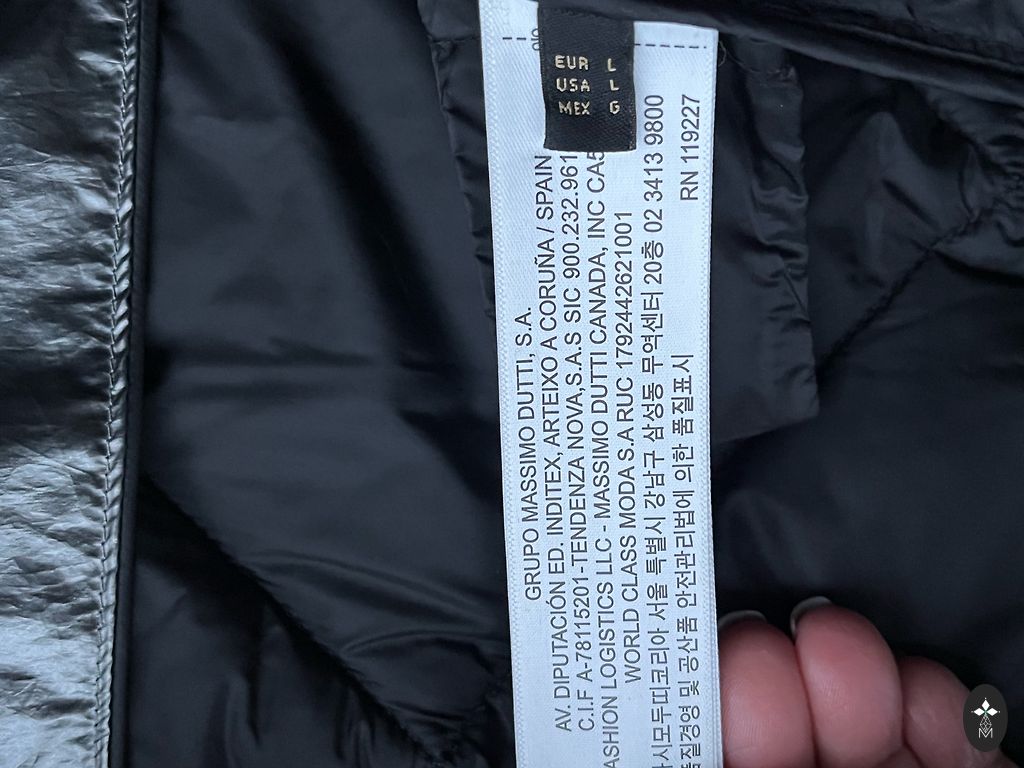 EUR L
USA L
MEX G
GRUPO MASSIMO DUTTI, S.A.
AV. DIPUTACIÓN ED. INDITEX, ARTEIXO A CORUÑA / SPAIN
C.I.F A-78115201-TENDENZA NOVA,S.A.S SIC 900.232.961
FASHION LOGISTICS LLC - MASSIMO DUTTI CANADA, INC CA5
WORLD CLASS MODA S.A RUC 1792442621001
시모두띠코리아 서울 특별시 강남구 삼성동 무역센터 20층 02 3413 9800
품질경영 및 공산품 안전관리법에 의한 품질표시
RN 119227
M